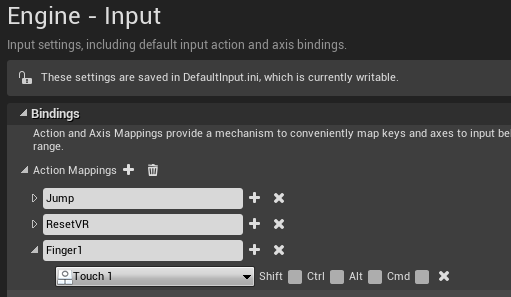 Engine - Input
Input settings, including default input action and axis bindings.
These settings are saved in DefaultInput.ini, which is currently writable.
Bindings
Action and Axis Mappings provide a mechanism to conveniently map keys and axes to input
range.
Action Mappings
Jump
ResetVR
Finger1
Touch 1 Shift Ctrl Alt Cmd